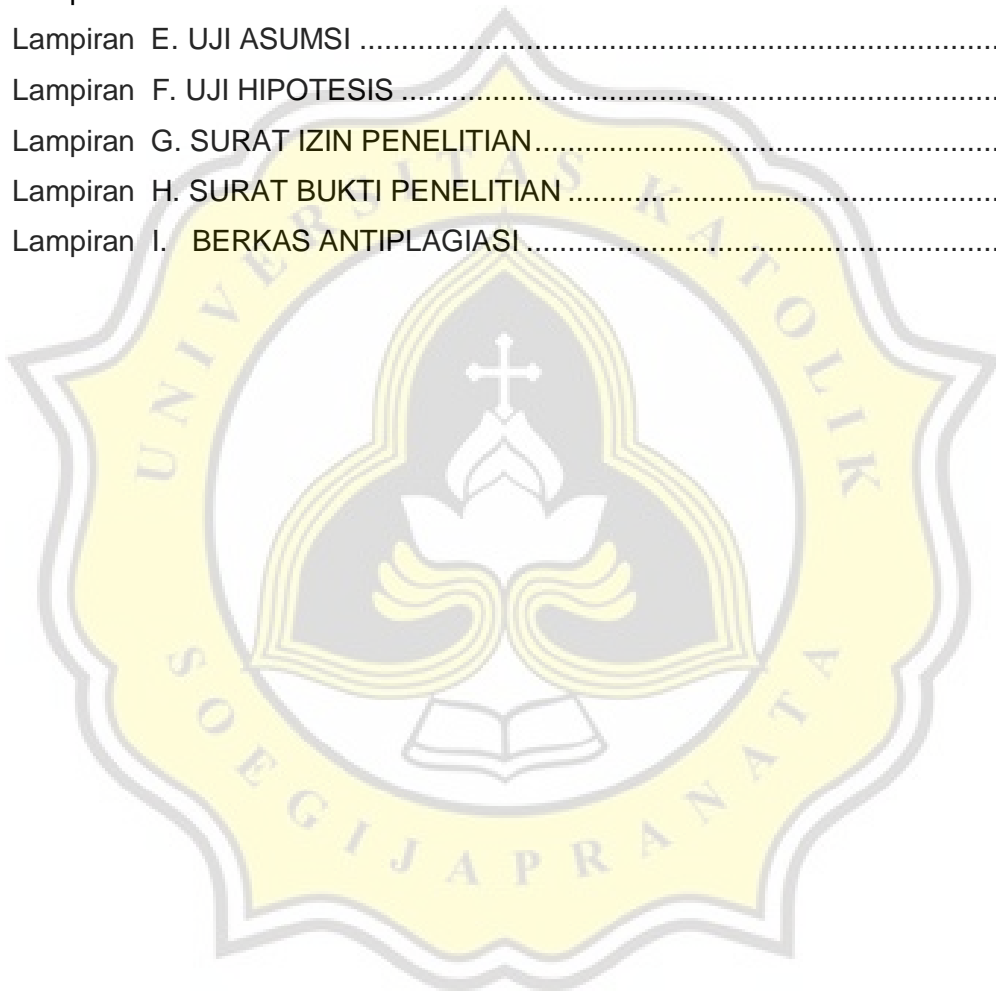 Lampiran E. UJI ASUMSI ....................................................................................
Lampiran F. UJI HIPOTESIS ...............................................................................
Lampiran G. SURAT IZIN PENELITIAN..............................................................
Lampiran H. SURAT BUKTI PENELITIAN ..........................................................
Lampiran I. BERKAS ANTIPLAGIASI ................................................................
UNIVERSITAS KATOLIK
SOEGIJAPRANATA